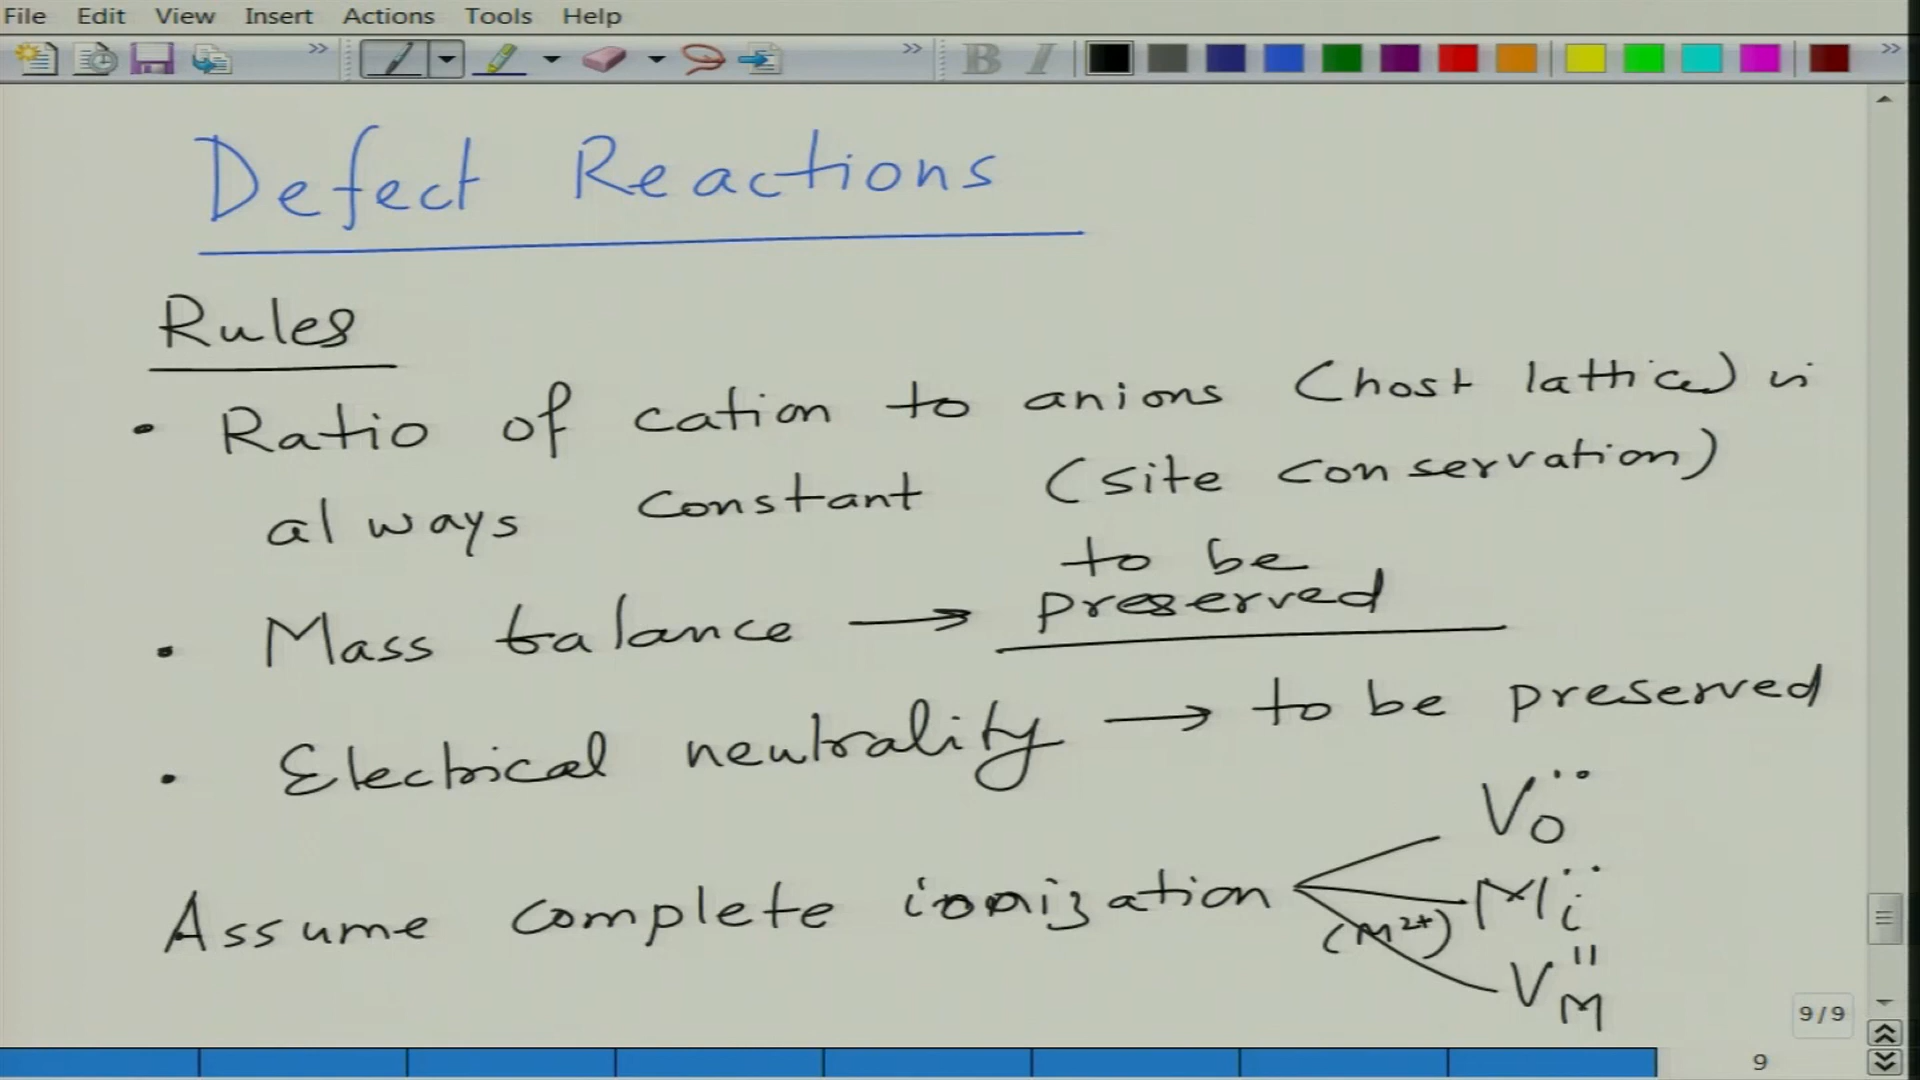 File Edit View Insert Actions Tools Help
B I
Defect Reactions
Rules
• Ratio of cation to anions (host lattice) is
always constant (site conservation)
to be
• Mass balance → preserved
• Electrical neutrality → to be preserved
V_O^{••}
Assume complete ionization M_i^{••}
(M²⁺)
V_M^{''}
9/9
9